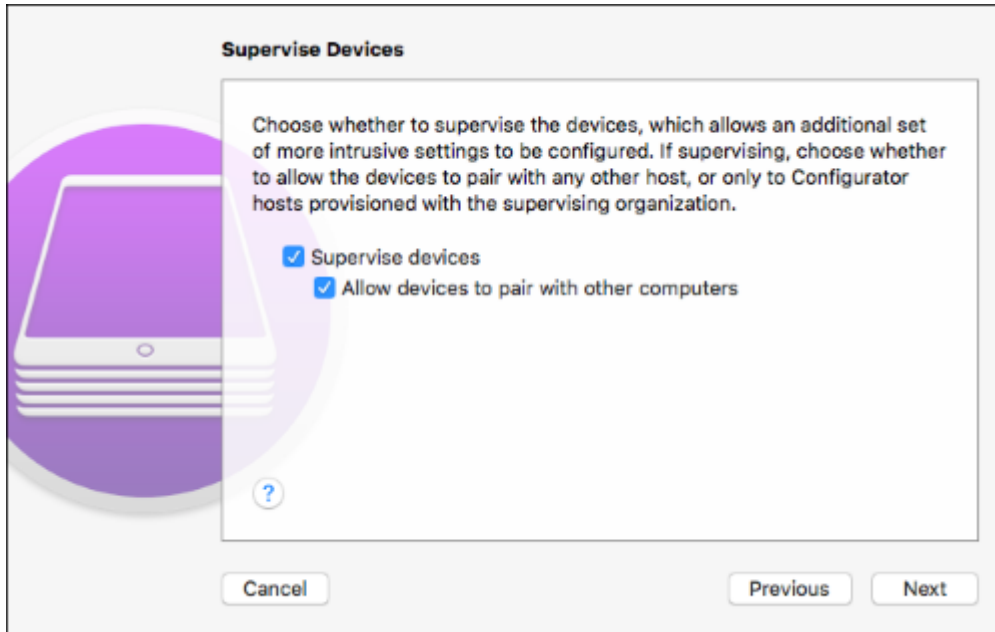 Supervise Devices
Choose whether to supervise the devices, which allows an additional set
of more intrusive settings to be configured. If supervising, choose whether
to allow the devices to pair with any other host, or only to Configurator
hosts provisioned with the supervising organization.
Supervise devices
Allow devices to pair with other computers
?
Cancel
Previous
Next